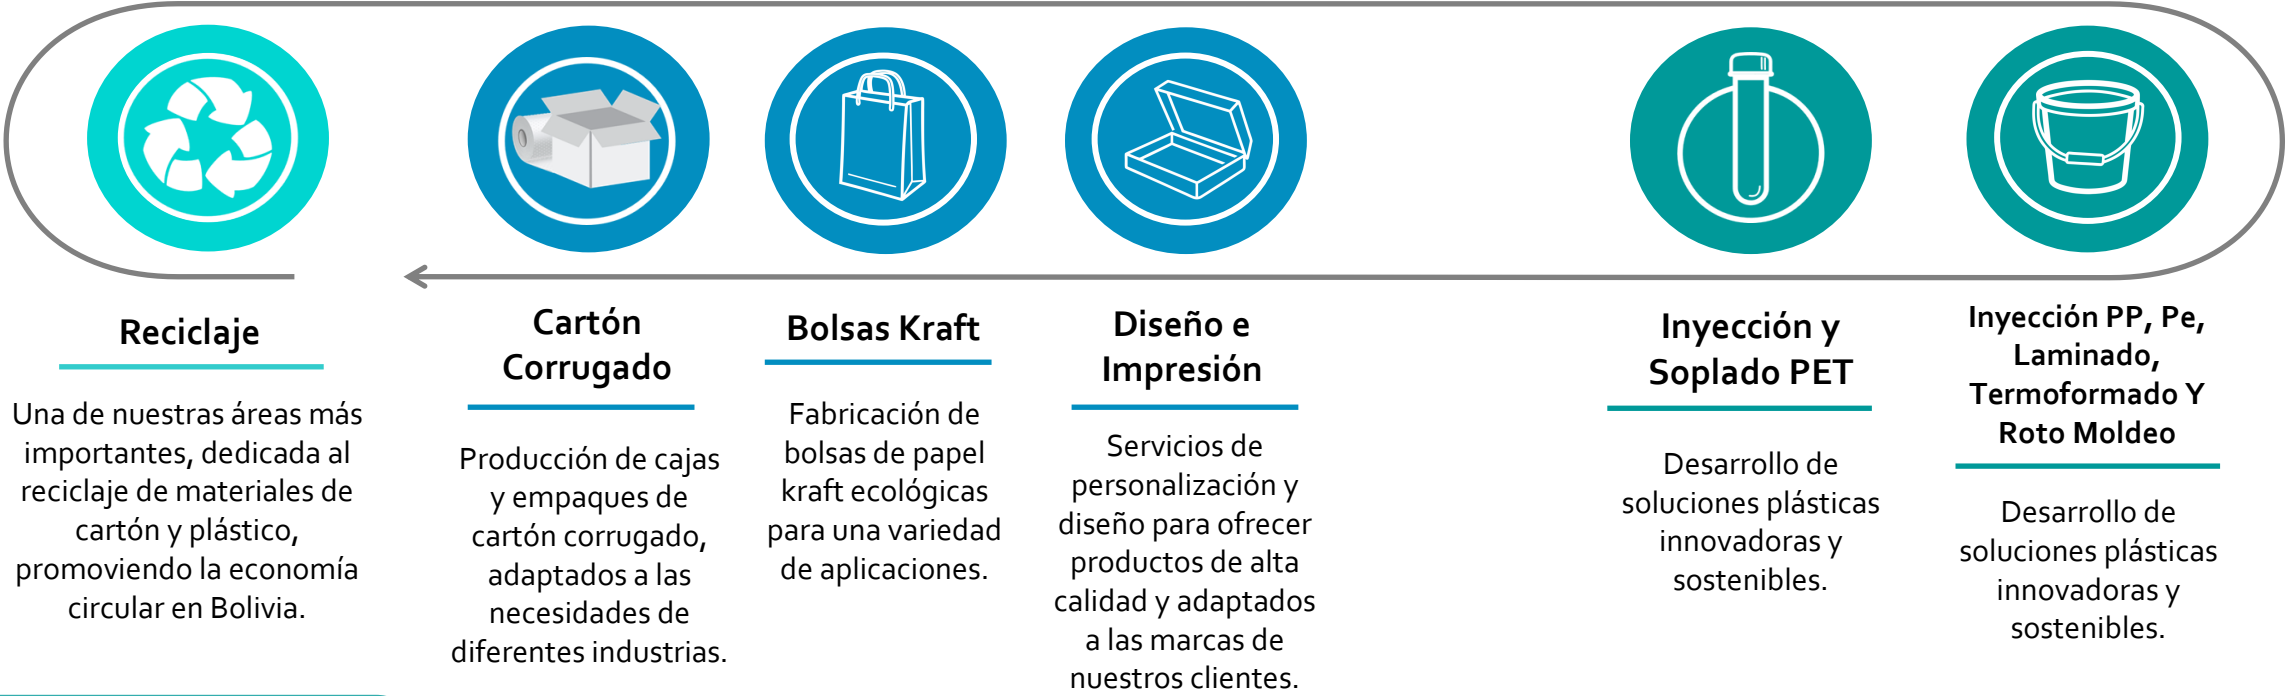 Reciclaje
Una de nuestras áreas más
importantes, dedicada al
reciclaje de materiales de
cartón y plástico,
promoviendo la economía
circular en Bolivia.
Cartón
Corrugado
Producción de cajas
y empaques de
cartón corrugado,
adaptados a las
necesidades de
diferentes industrias.
Bolsas Kraft
Fabricación de
bolsas de papel
kraft ecológicas
para una variedad
de aplicaciones.
Diseño e
Impresión
Servicios de
personalización y
diseño para ofrecer
productos de alta
calidad y adaptados
a las marcas de
nuestros clientes.
Inyección y
Soplado PET
Desarrollo de
soluciones plásticas
innovadoras y
sostenibles.
Inyección PP, Pe,
Laminado,
Termoformado Y
Roto Moldeo
Desarrollo de
soluciones plásticas
innovadoras y
sostenibles.